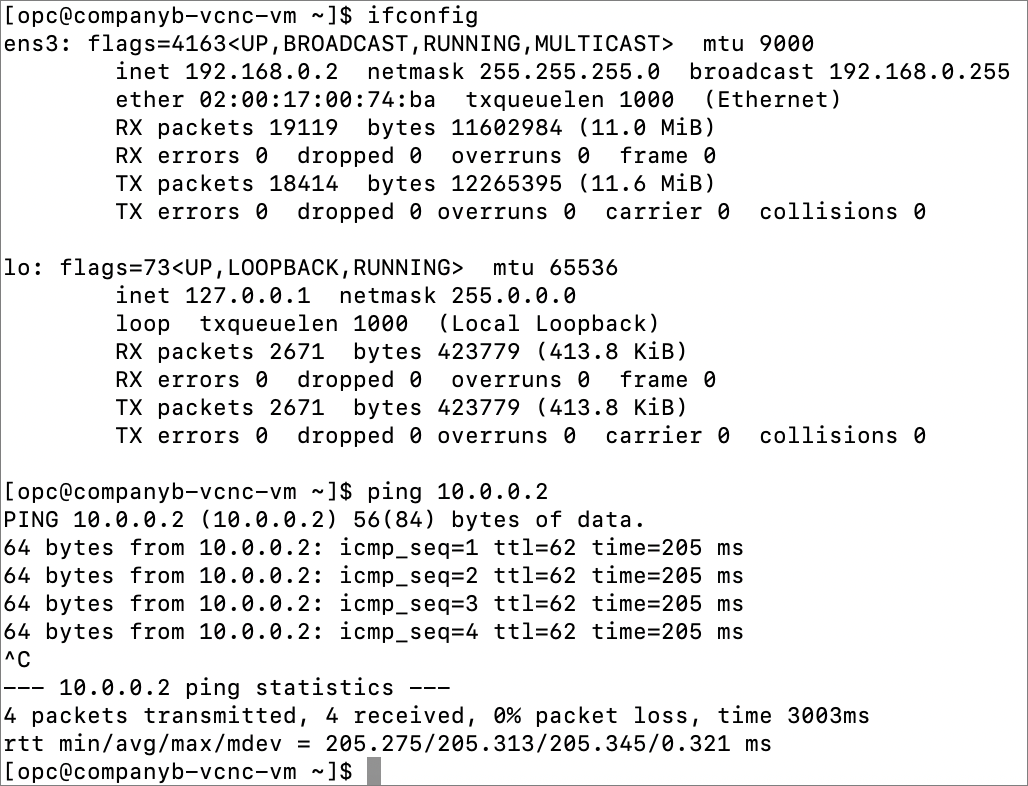 [opc@companyb-vcnc-vm ~]$ ifconfig
ens3: flags=4163<UP,BROADCAST,RUNNING,MULTICAST>  mtu 9000
        inet 192.168.0.2  netmask 255.255.255.0  broadcast 192.168.0.255
        ether 02:00:17:00:74:ba  txqueuelen 1000  (Ethernet)
        RX packets 19119  bytes 11602984 (11.0 MiB)
        RX errors 0  dropped 0  overruns 0  frame 0
        TX packets 18414  bytes 12265395 (11.6 MiB)
        TX errors 0  dropped 0 overruns 0  carrier 0  collisions 0

lo: flags=73<UP,LOOPBACK,RUNNING>  mtu 65536
        inet 127.0.0.1  netmask 255.0.0.0
        loop  txqueuelen 1000  (Local Loopback)
        RX packets 2671  bytes 423779 (413.8 KiB)
        RX errors 0  dropped 0  overruns 0  frame 0
        TX packets 2671  bytes 423779 (413.8 KiB)
        TX errors 0  dropped 0 overruns 0  carrier 0  collisions 0

[opc@companyb-vcnc-vm ~]$ ping 10.0.0.2
PING 10.0.0.2 (10.0.0.2) 56(84) bytes of data.
64 bytes from 10.0.0.2: icmp_seq=1 ttl=62 time=205 ms
64 bytes from 10.0.0.2: icmp_seq=2 ttl=62 time=205 ms
64 bytes from 10.0.0.2: icmp_seq=3 ttl=62 time=205 ms
64 bytes from 10.0.0.2: icmp_seq=4 ttl=62 time=205 ms
^C
--- 10.0.0.2 ping statistics ---
4 packets transmitted, 4 received, 0% packet loss, time 3003ms
rtt min/avg/max/mdev = 205.275/205.313/205.345/0.321 ms
[opc@companyb-vcnc-vm ~]$